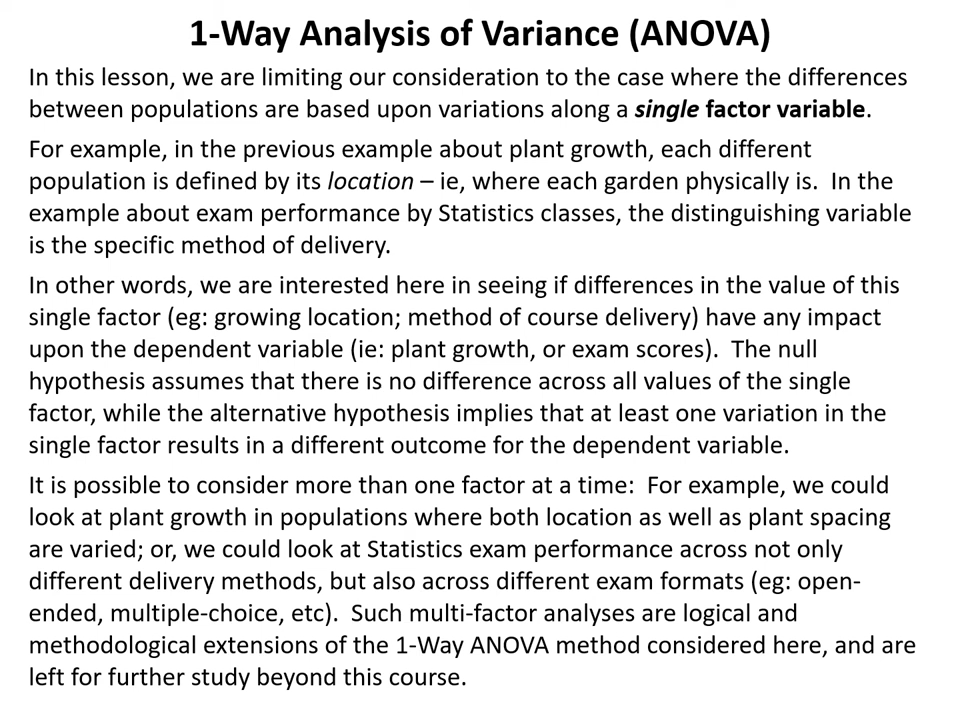 1-Way Analysis of Variance (ANOVA)
In this lesson, we are limiting our consideration to the case where the differences
between populations are based upon variations along a single factor variable.
For example, in the previous example about plant growth, each different
population is defined by its location – ie, where each garden physically is.  In the
example about exam performance by Statistics classes, the distinguishing variable
is the specific method of delivery.
In other words, we are interested here in seeing if differences in the value of this
single factor (eg: growing location; method of course delivery) have any impact
upon the dependent variable (ie: plant growth, or exam scores).  The null
hypothesis assumes that there is no difference across all values of the single
factor, while the alternative hypothesis implies that at least one variation in the
single factor results in a different outcome for the dependent variable.
It is possible to consider more than one factor at a time:  For example, we could
look at plant growth in populations where both location as well as plant spacing
are varied; or, we could look at Statistics exam performance across not only
different delivery methods, but also across different exam formats (eg: open-
ended, multiple-choice, etc).  Such multi-factor analyses are logical and
methodological extensions of the 1-Way ANOVA method considered here, and are
left for further study beyond this course.